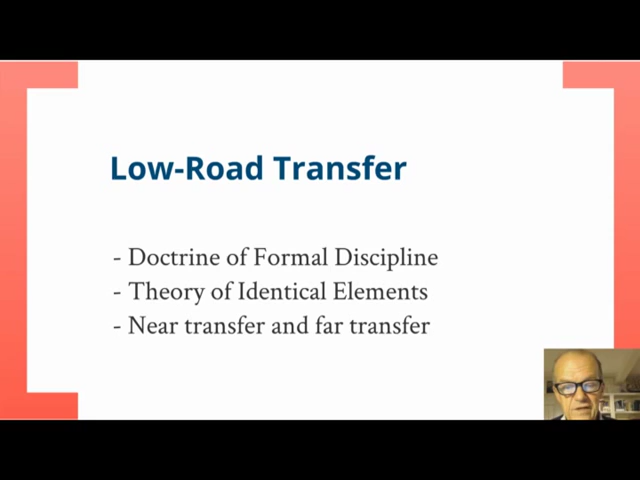 Low-Road Transfer
- Doctrine of Formal Discipline
- Theory of Identical Elements
- Near transfer and far transfer